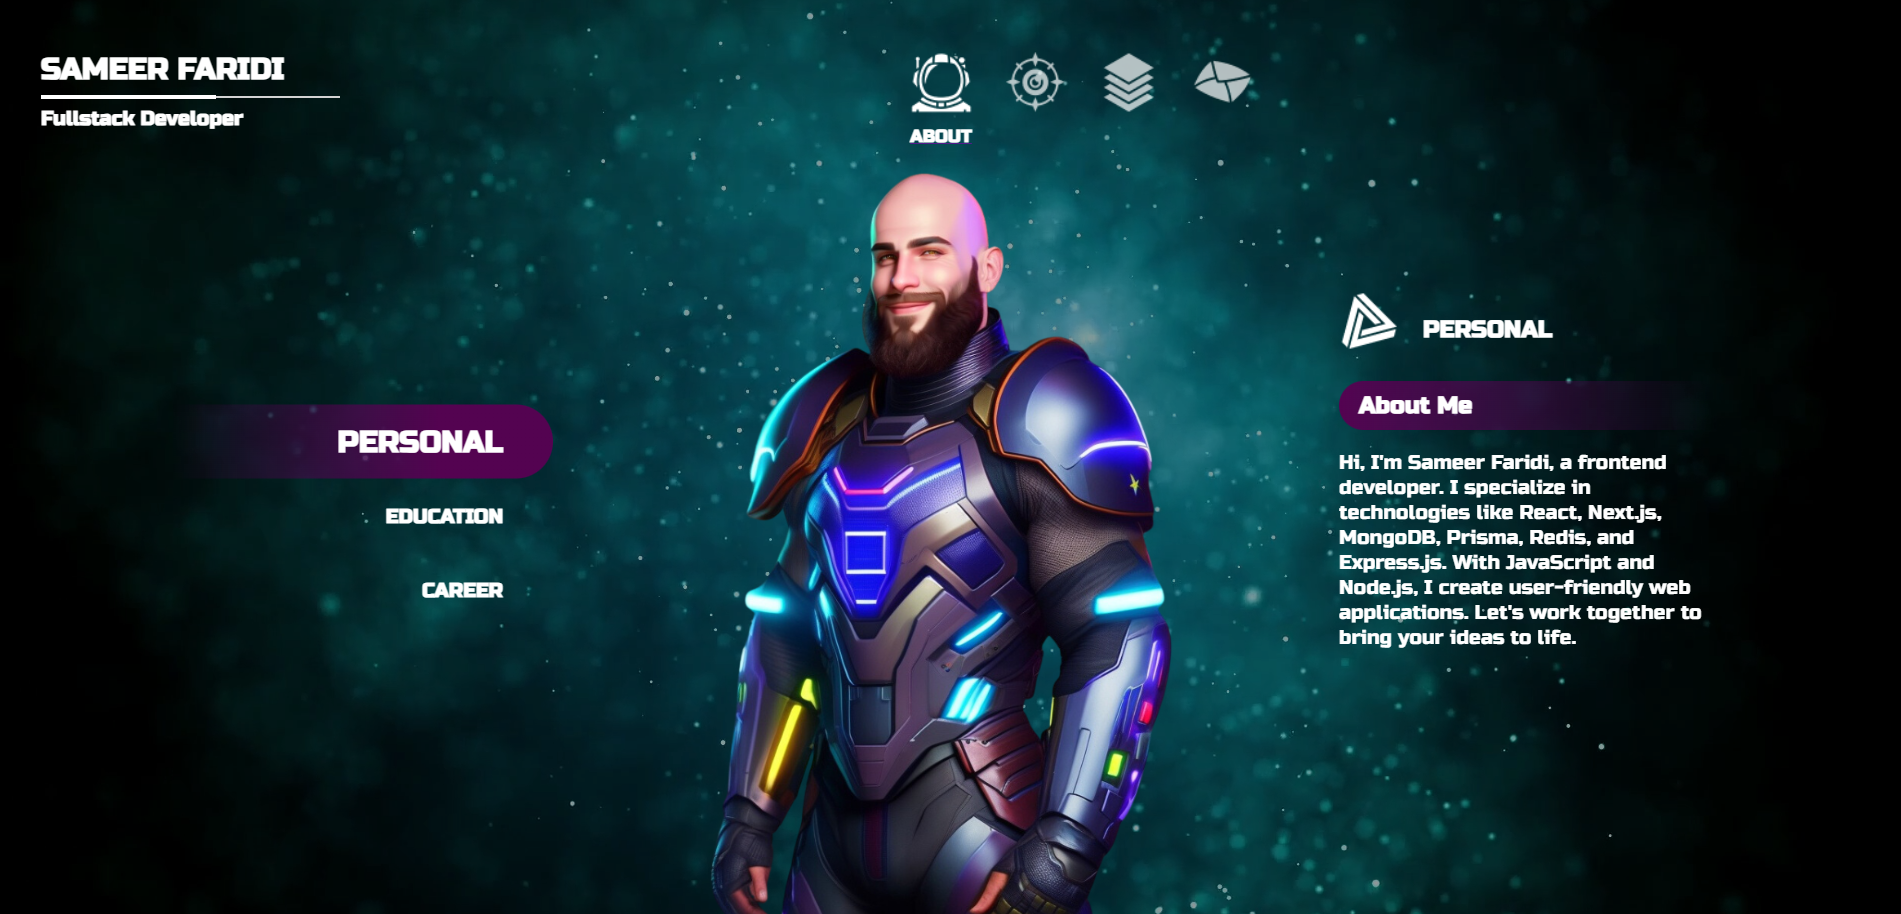 SAMEER FARIDI
Fullstack Developer
ABOUT
PERSONAL
EDUCATION
CAREER
PERSONAL
About Me
Hi, I'm Sameer Faridi, a frontend
developer. I specialize in
technologies like React, Next.js,
MongoDB, Prisma, Redis, and
Express.js. With JavaScript and
Node.js, I create user-friendly web
applications. Let's work together to
bring your ideas to life.